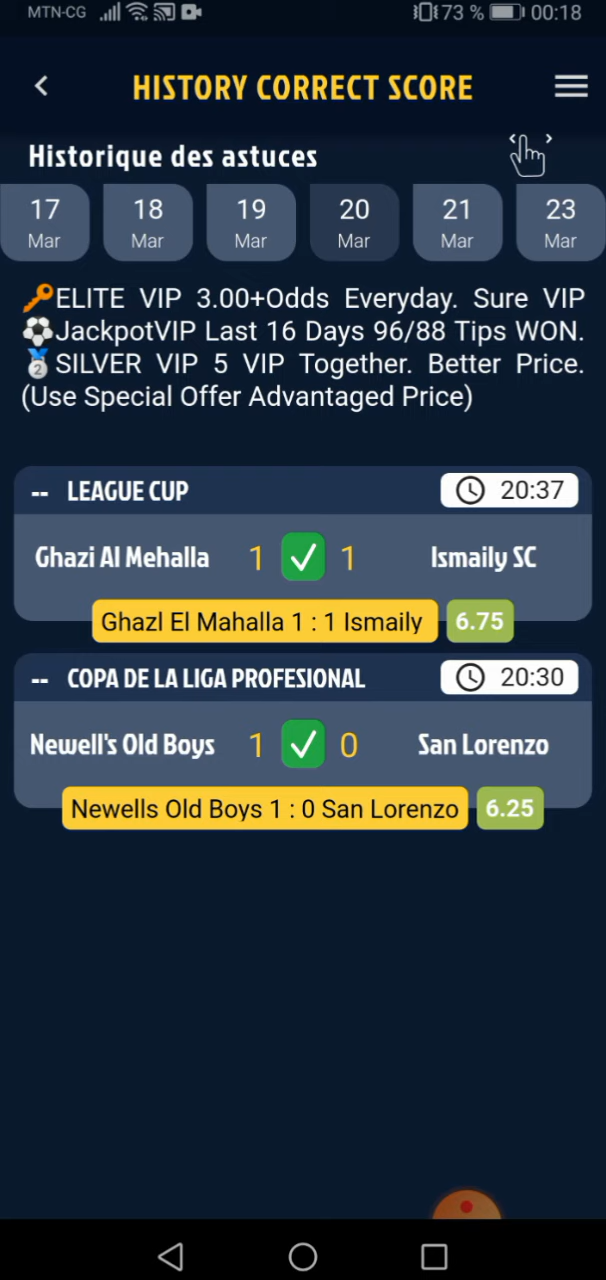 MTN-CG 73 % 00:18
HISTORY CORRECT SCORE
Historique des astuces
17 18 19 20 21 23
Mar Mar Mar Mar Mar Mar
🔑ELITE VIP 3.00+Odds Everyday. Sure VIP
⚽JackpotVIP Last 16 Days 96/88 Tips WON.
🥈SILVER VIP 5 VIP Together. Better Price.
(Use Special Offer Advantaged Price)
-- LEAGUE CUP 20:37
Ghazi Al Mehalla 1 ✅ 1 Ismaily SC
Ghazl El Mahalla 1 : 1 Ismaily 6.75
-- COPA DE LA LIGA PROFESIONAL 20:30
Newell's Old Boys 1 ✅ 0 San Lorenzo
Newells Old Boys 1 : 0 San Lorenzo 6.25